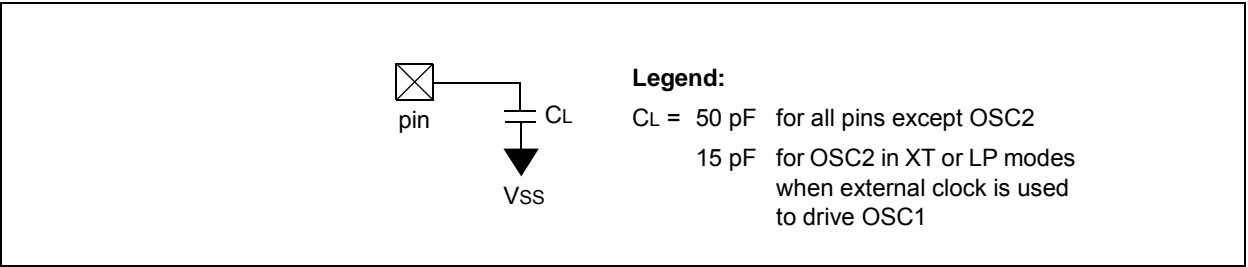 Legend:
pin
CL
CL = 50 pF for all pins except OSC2
15 pF for OSC2 in XT or LP modes
when external clock is used
to drive OSC1
VSS